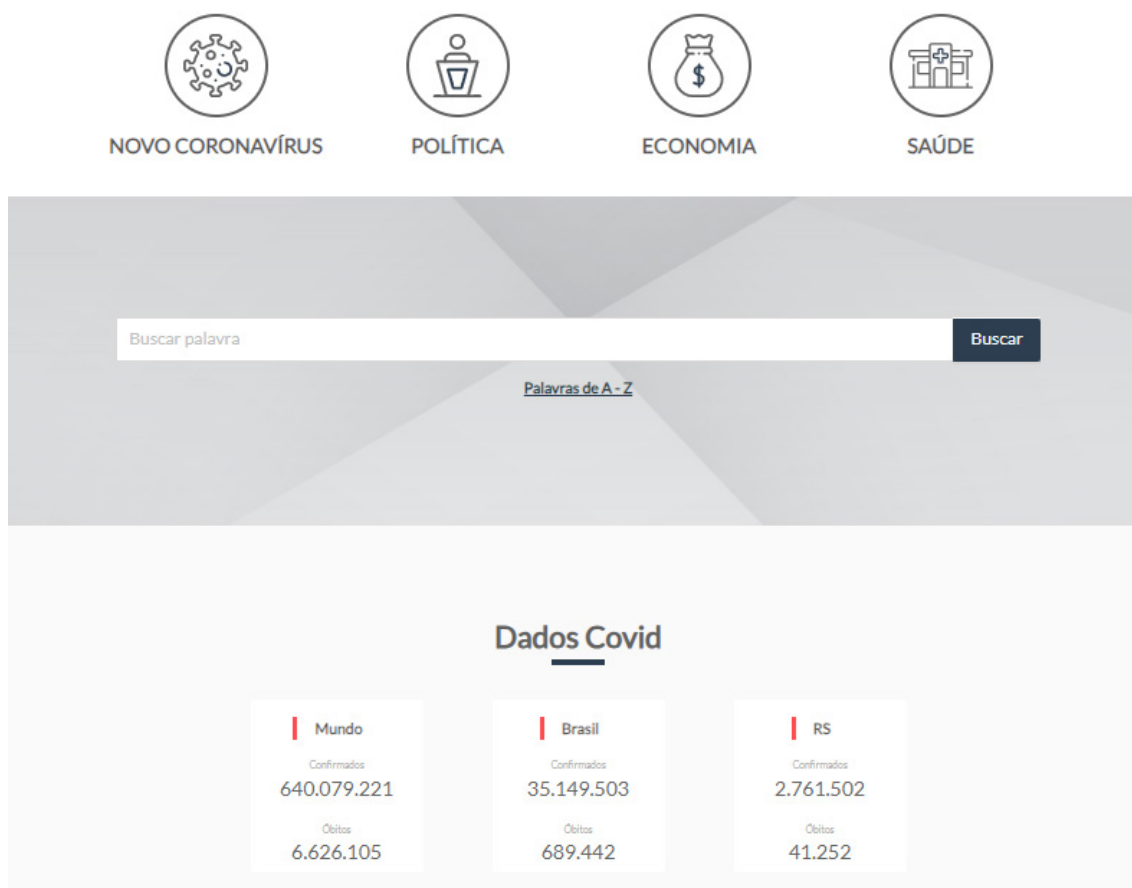 NOVO CORONAVÍRUS POLÍTICA ECONOMIA SAÚDE
Buscar palavra Buscar
Palavras de A - Z
Dados Covid
Mundo Brasil RS
Confirmados Confirmados Confirmados
640.079.221 35.149.503 2.761.502
Óbitos Óbitos Óbitos
6.626.105 689.442 41.252